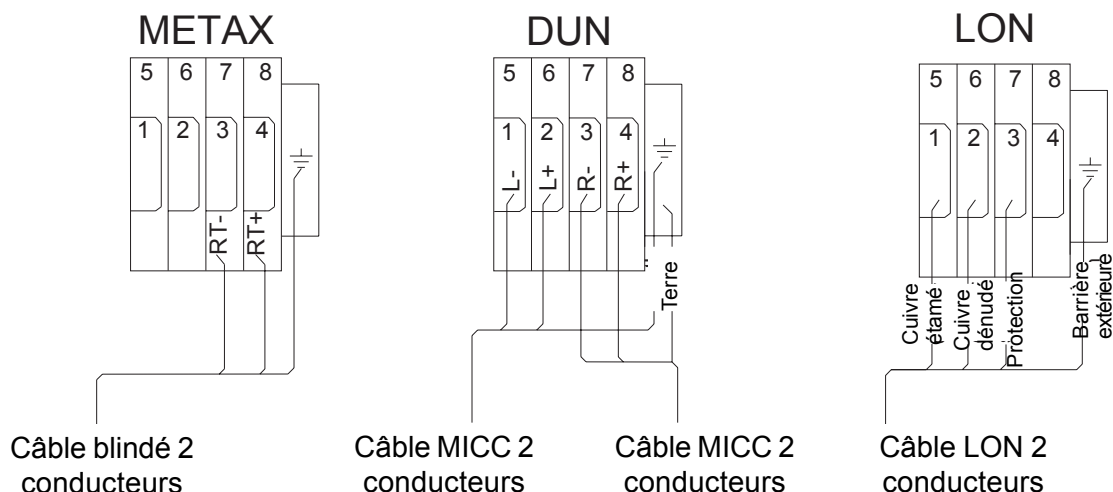 METAX
5 6 7 8
1 2 3 4
RT- RT+
Câble blindé 2
conducteurs
DUN
5 6 7 8
1 2 3 4
L- L+ R- R+
Terre
Câble MICC 2
conducteurs
Câble MICC 2
conducteurs
LON
5 6 7 8
1 2 3 4
Cuivre
étamé
Cuivre
dénudé
Protection
Barrière
extérieure
Câble LON 2
conducteurs